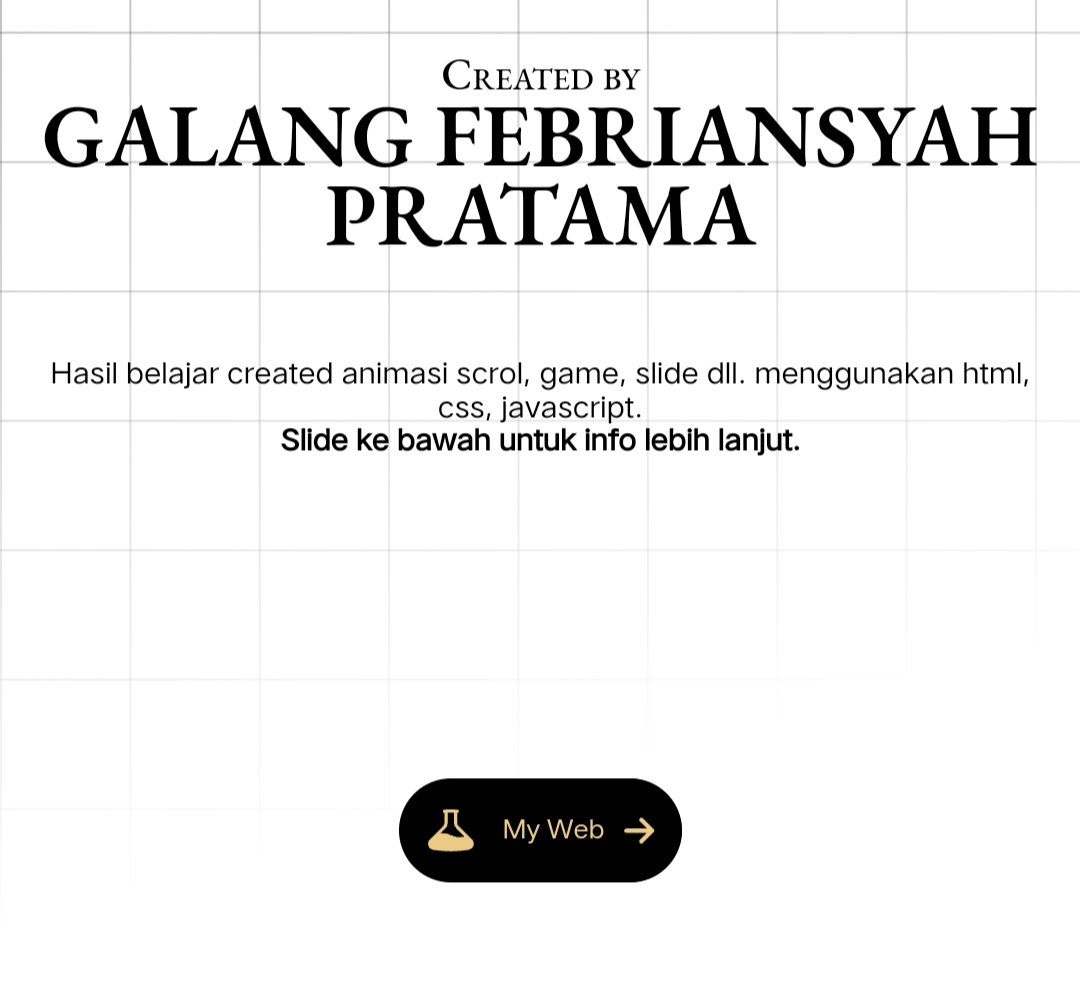 Created by
GALANG FEBRIANSYAH
PRATAMA
Hasil belajar created animasi scrol, game, slide dll. menggunakan html,
css, javascript.
Slide ke bawah untuk info lebih lanjut.
My Web